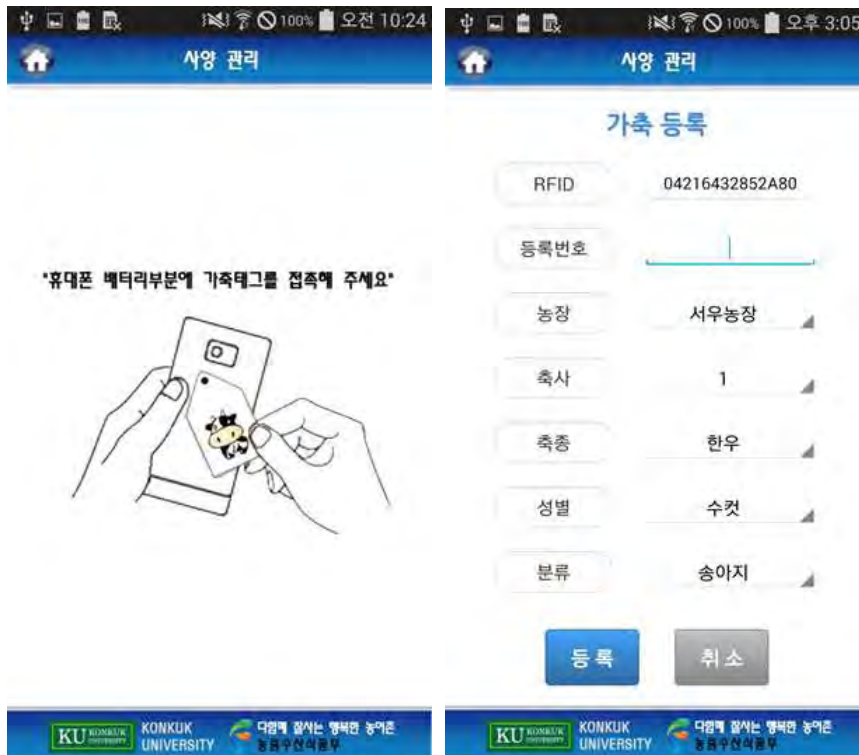 100% 오전 10:24
사양 관리
"휴대폰 배터리부분에 가축태그를 접촉해 주세요"
KU KONKUK UNIVERSITY
KONKUK
UNIVERSITY
다함께 잘사는 행복한 농어촌
농림수산식품부
100% 오후 3:05
사양 관리
가축 등록
RFID 04216432852A80
등록번호
농장 서우농장
축사 1
축종 한우
성별 수컷
분류 송아지
등록 취소
KU KONKUK UNIVERSITY
KONKUK
UNIVERSITY
다함께 잘사는 행복한 농어촌
농림수산식품부